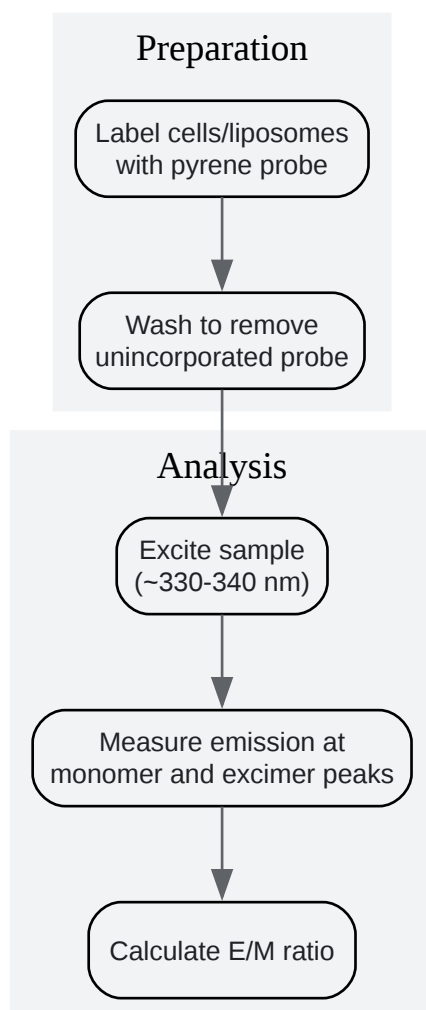 Preparation
Label cells/liposomes
with pyrene probe
Wash to remove
unincorporated probe
Analysis
Excite sample
(~330-340 nm)
Measure emission at
monomer and excimer peaks
Calculate E/M ratio